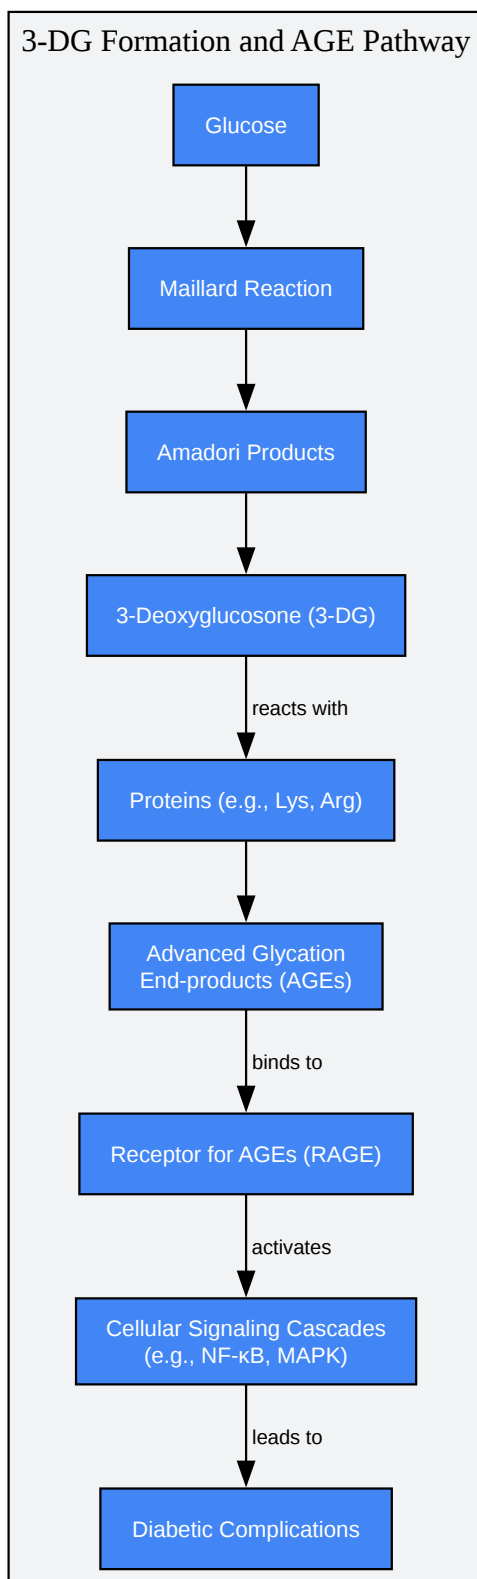 3-DG Formation and AGE Pathway
Glucose
Maillard Reaction
Amadori Products
3-Deoxyglucosone (3-DG)
reacts with
Proteins (e.g., Lys, Arg)
Advanced Glycation
End-products (AGEs)
binds to
Receptor for AGEs (RAGE)
activates
Cellular Signaling Cascades
(e.g., NF-κB, MAPK)
leads to
Diabetic Complications